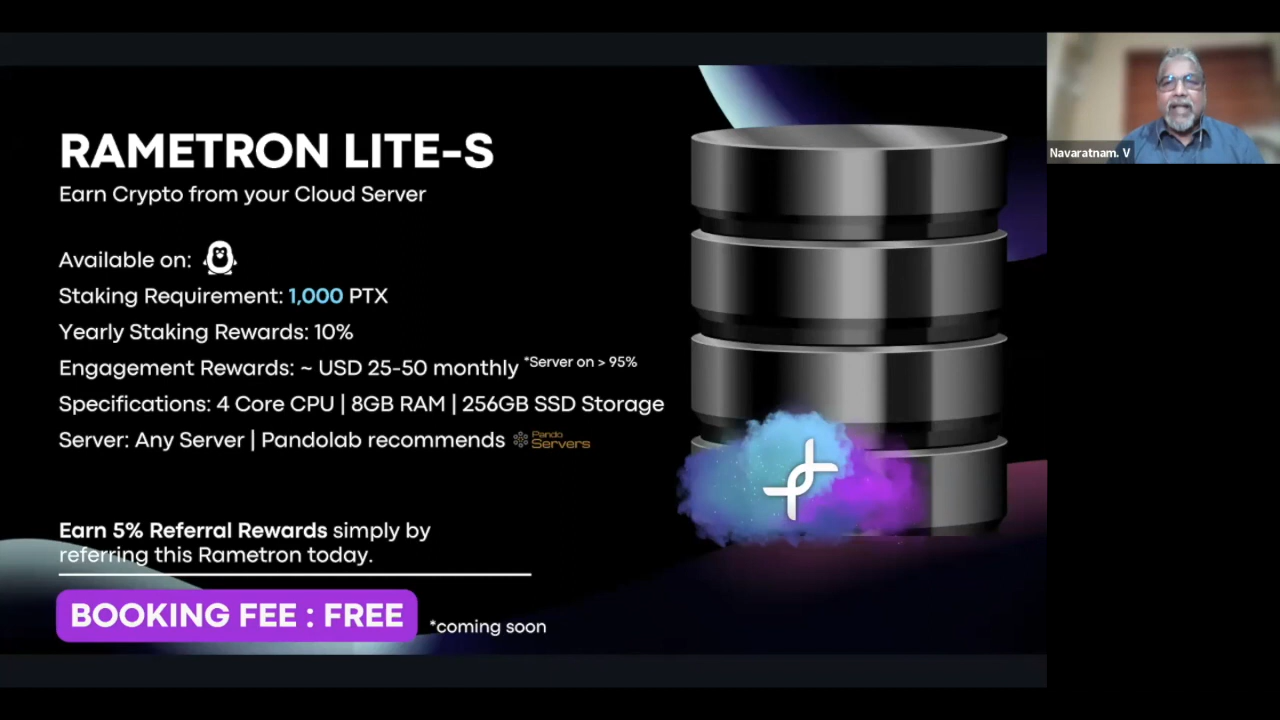 RAMETRON LITE-S
Earn Crypto from your Cloud Server
Available on:
Staking Requirement: 1,000 PTX
Yearly Staking Rewards: 10%
Engagement Rewards: ~ USD 25-50 monthly *Server on > 95%
Specifications: 4 Core CPU | 8GB RAM | 256GB SSD Storage
Server: Any Server | Pandolab recommends Pando Servers
Earn 5% Referral Rewards simply by
referring this Rametron today.
BOOKING FEE : FREE *coming soon
Navaratnam. V